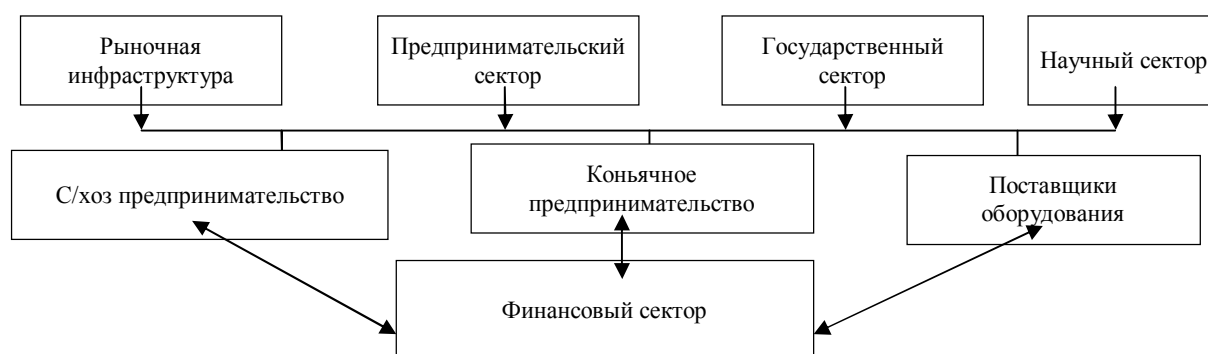 Рыночная
инфраструктура
Предпринимательский
сектор
Государственный
сектор
Научный сектор
С/хоз предпринимательство
Коньячное
предпринимательство
Поставщики
оборудования
Финансовый сектор